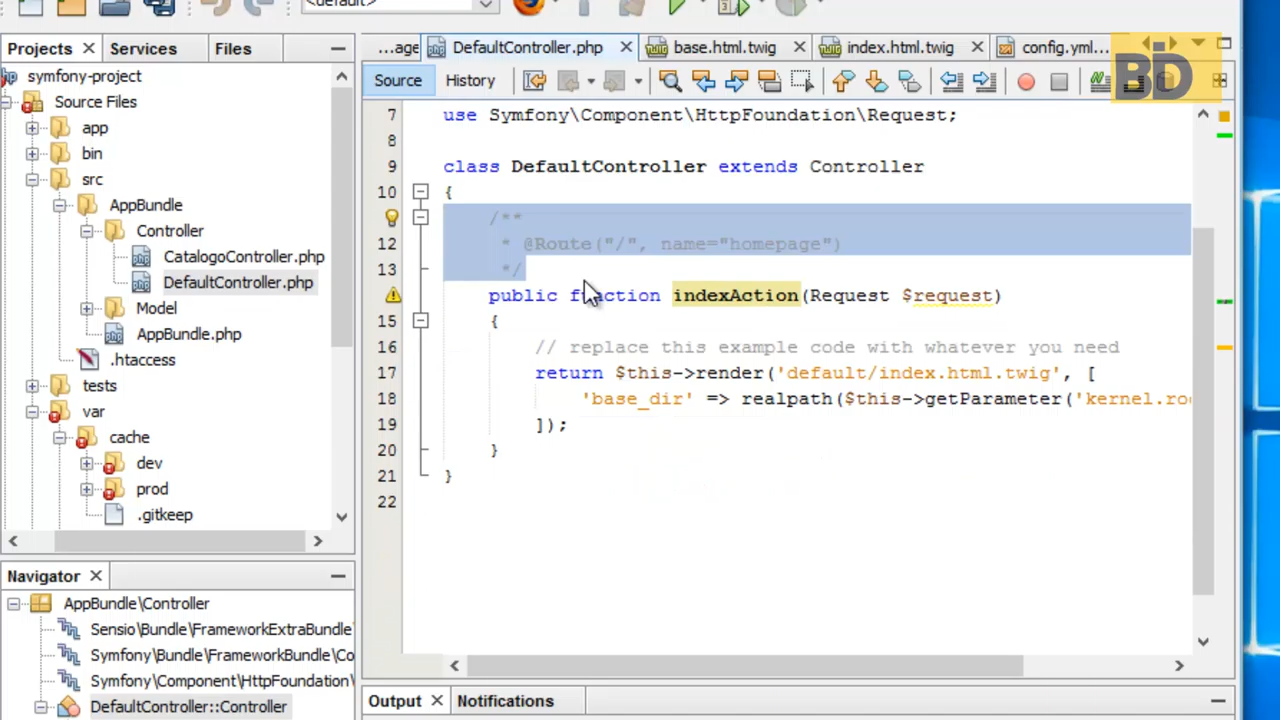 <default>
Projects
Services
Files
...age
DefaultController.php
base.html.twig
index.html.twig
config.yml...
BD
Source
History
symfony-project
Source Files
app
bin
src
AppBundle
Controller
CatalogoController.php
DefaultController.php
Model
AppBundle.php
.htaccess
tests
var
cache
dev
prod
.gitkeep
7 use Symfony\Component\HttpFoundation\Request;
8
9 class DefaultController extends Controller
10 {
/**
12 * @Route("/", name="homepage")
13 */
public function indexAction(Request $request)
15 {
16 // replace this example code with whatever you need
17 return $this->render('default/index.html.twig', [
18 'base_dir' => realpath($this->getParameter('kernel.roo
19 ]);
20 }
21 }
22
Navigator
AppBundle\Controller
Sensio\Bundle\FrameworkExtraBundle\
Symfony\Bundle\FrameworkBundle\Co
Symfony\Component\HttpFoundation\
DefaultController::Controller
Output
Notifications